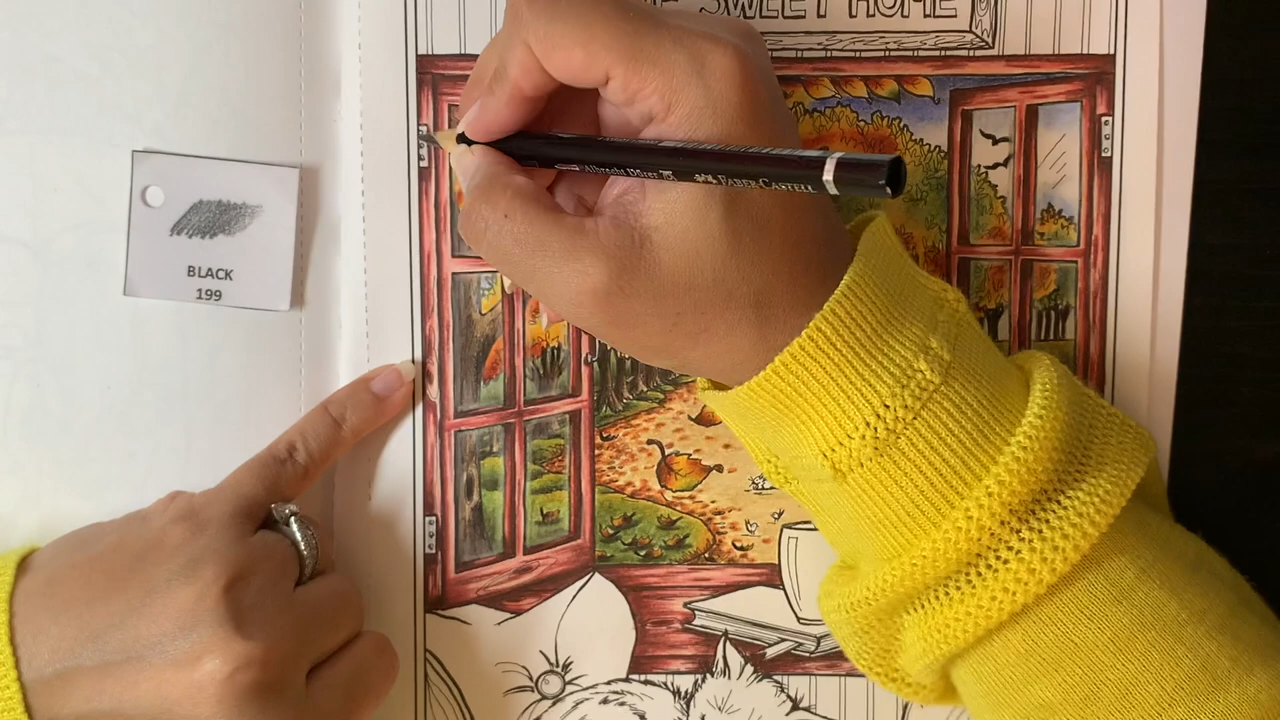 SWEET HOME
BLACK
199
Albrecht Dürer
FABER-CASTELL